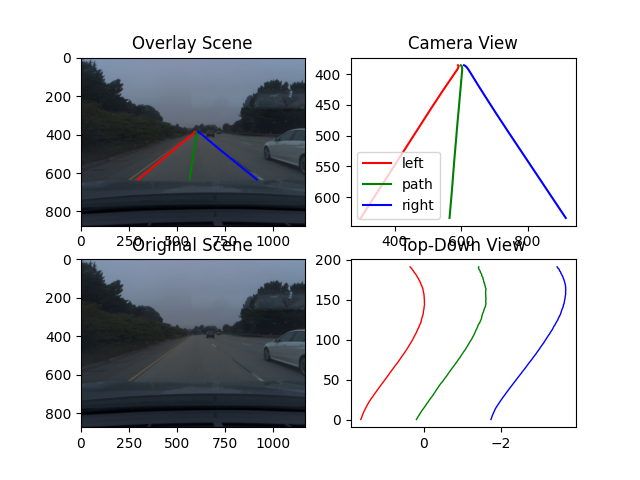 Overlay Scene
0
200
400
600
800
0 250 500 750 1000
Camera View
400
450
500
550
600
left
path
right
400 600 800
Original Scene
0
200
400
600
800
0 250 500 750 1000
Top-Down View
200
150
100
50
0
0 −2